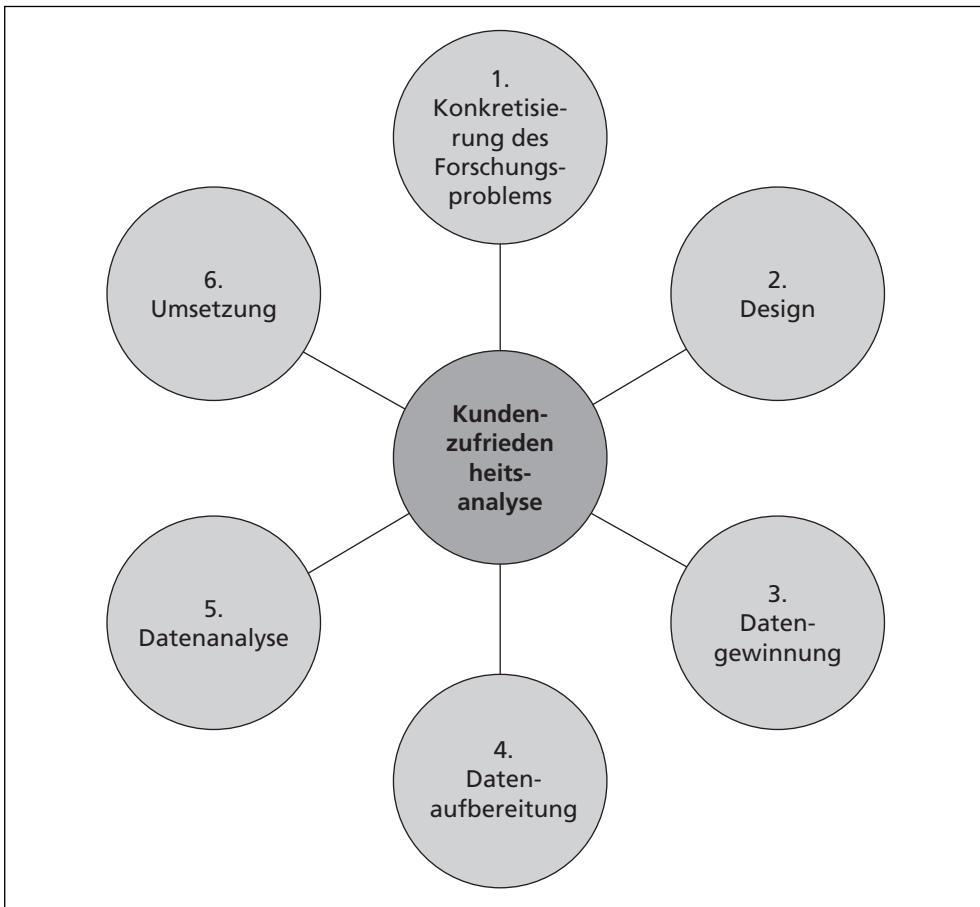 1.
Konkretisie-
rung des
Forschungs-
problems
6.
Umsetzung
2.
Design
Kunden-
zufrieden
heits-
analyse
5.
Datenanalyse
3.
Daten-
gewinnung
4.
Daten-
aufbereitung